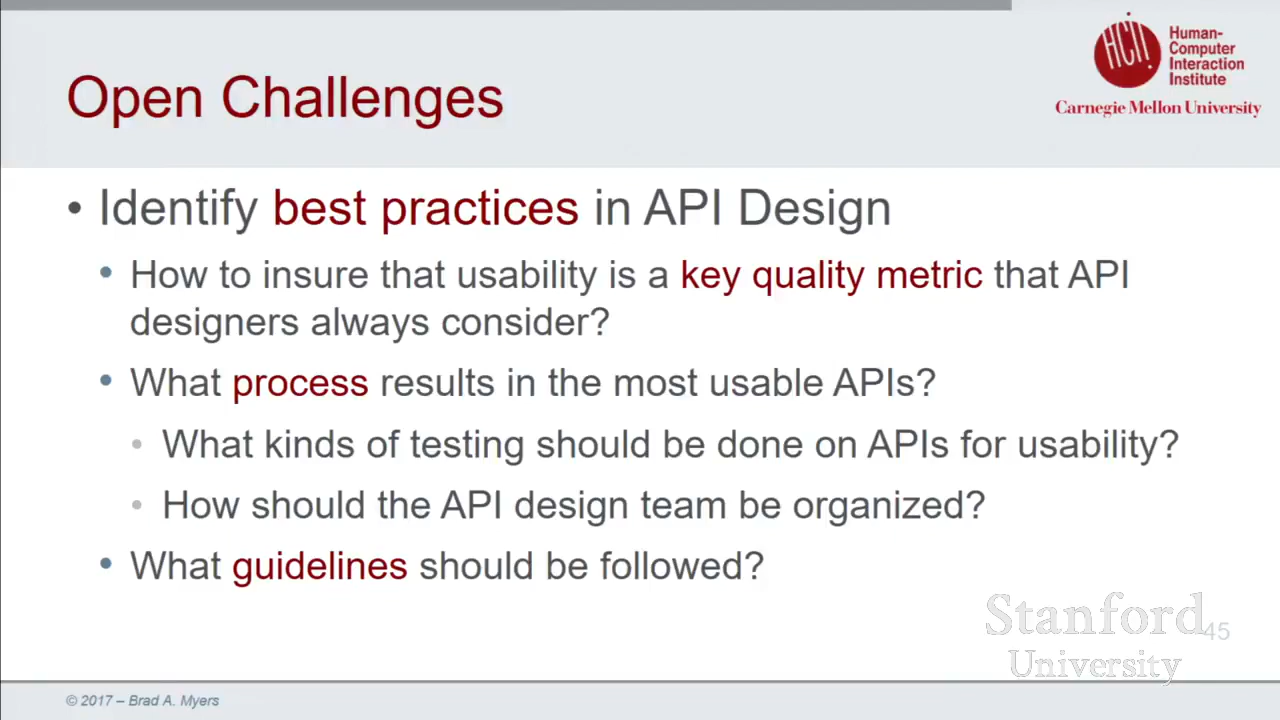 HCII
Human-
Computer
Interaction
Institute
Carnegie Mellon University
Open Challenges
• Identify best practices in API Design
• How to insure that usability is a key quality metric that API
designers always consider?
• What process results in the most usable APIs?
• What kinds of testing should be done on APIs for usability?
• How should the API design team be organized?
• What guidelines should be followed?
Stanford
University
45
© 2017 – Brad A. Myers